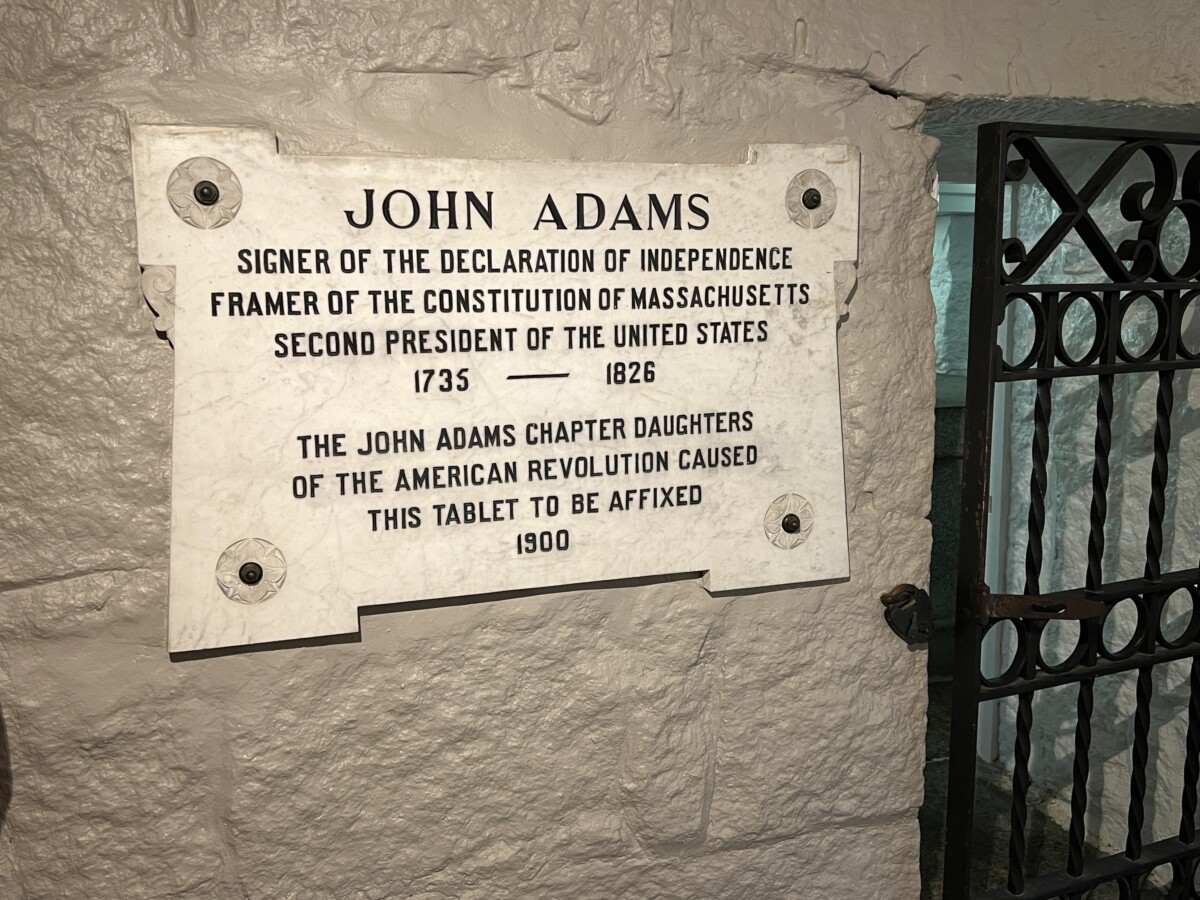 JOHN ADAMS
SIGNER OF THE DECLARATION OF INDEPENDENCE
FRAMER OF THE CONSTITUTION OF MASSACHUSETTS
SECOND PRESIDENT OF THE UNITED STATES
1735 — 1826
THE JOHN ADAMS CHAPTER DAUGHTERS
OF THE AMERICAN REVOLUTION CAUSED
THIS TABLET TO BE AFFIXED
1900